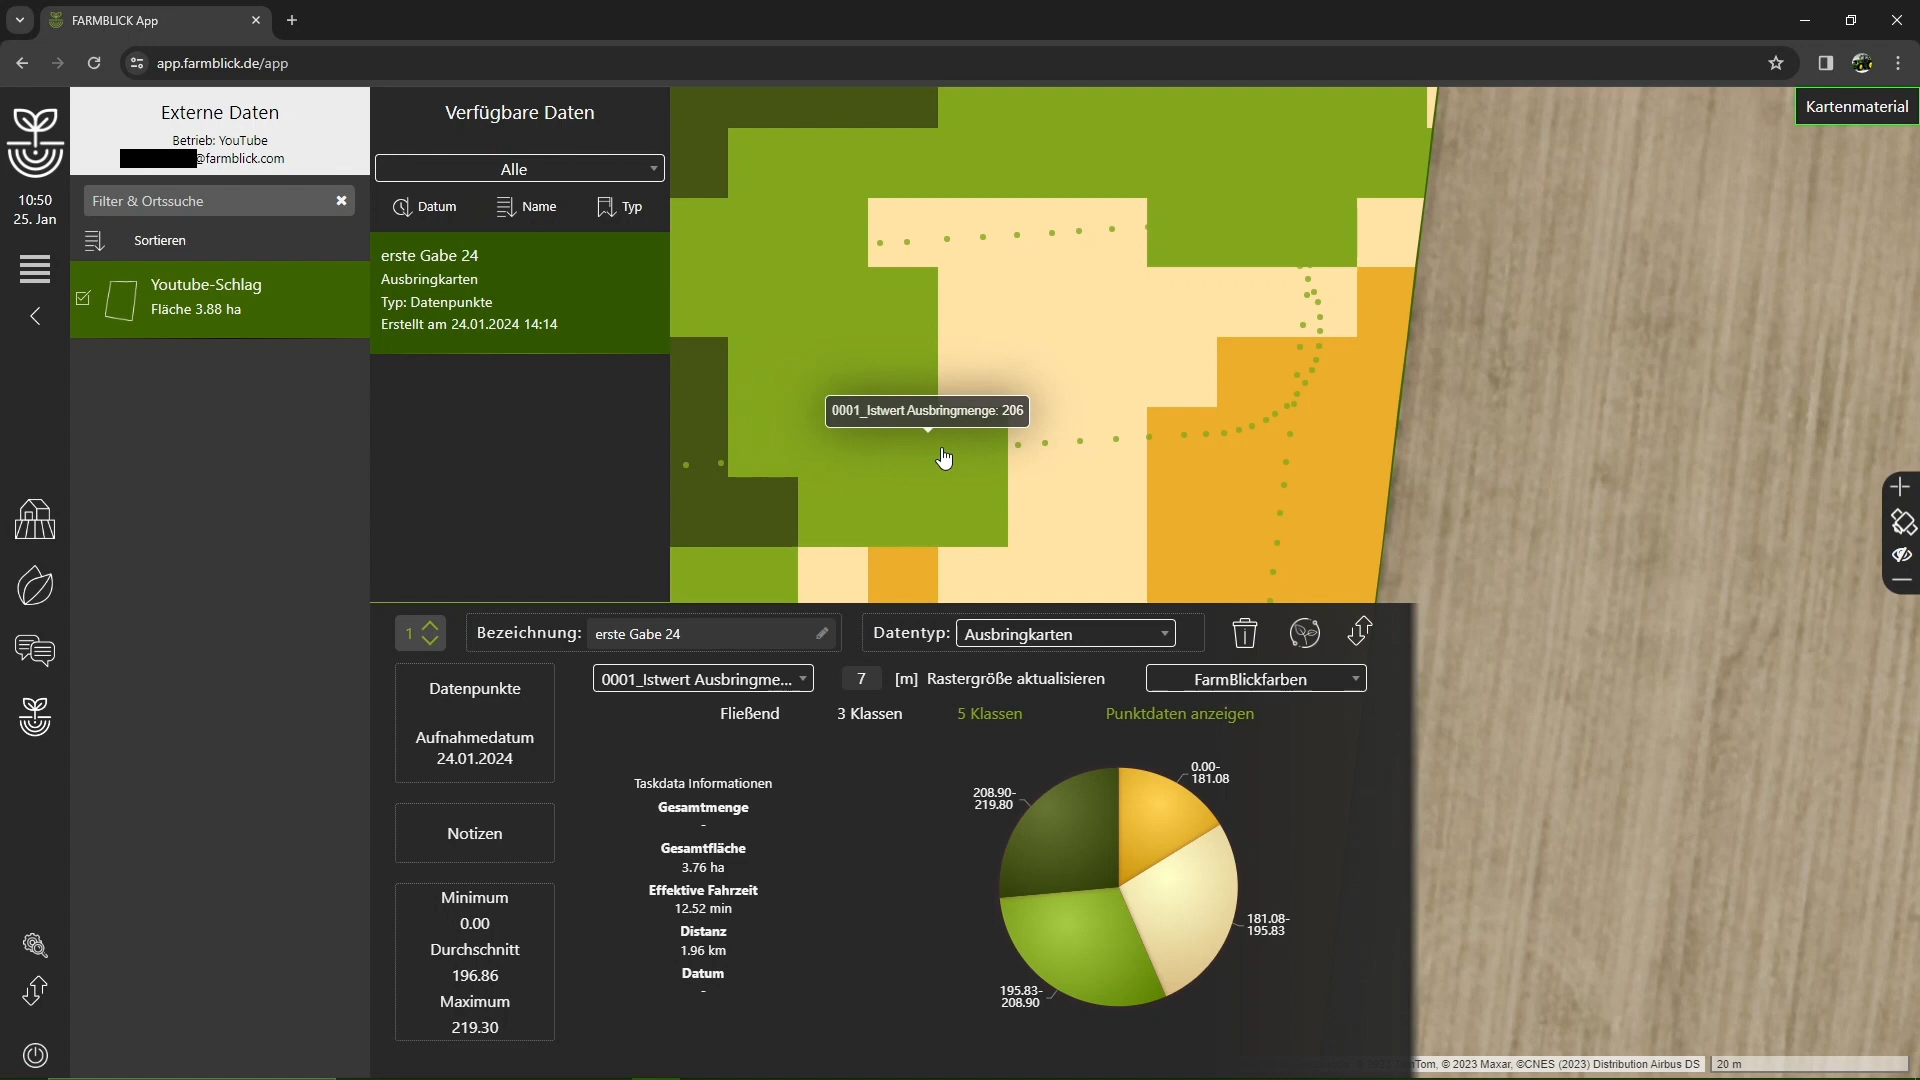 FARMBLICK App
app.farmblick.de/app
10:50
25. Jan
Externe Daten
Betrieb: YouTube
@farmblick.com
Filter & Ortssuche
Sortieren
Youtube-Schlag
Fläche 3.88 ha
Verfügbare Daten
Alle
Datum
Name
Typ
erste Gabe 24
Ausbringkarten
Typ: Datenpunkte
Erstellt am 24.01.2024 14:14
Kartenmaterial
0001_Istwert Ausbringmenge: 206
1
Bezeichnung: erste Gabe 24
Datentyp: Ausbringkarten
0001_Istwert Ausbringme...
7 [m] Rastergröße aktualisieren
FarmBlickfarben
Fließend
3 Klassen
5 Klassen
Punktdaten anzeigen
Datenpunkte
Aufnahmedatum
24.01.2024
Notizen
Minimum
0.00
Durchschnitt
196.86
Maximum
219.30
Taskdata Informationen
Gesamtmenge
-
Gesamtfläche
3.76 ha
Effektive Fahrzeit
12.52 min
Distanz
1.96 km
Datum
-
0.00-
181.08
208.90-
219.80
181.08-
195.83
195.83-
208.90
Tom, © 2023 Maxar, ©CNES (2023) Distribution Airbus DS
20 m